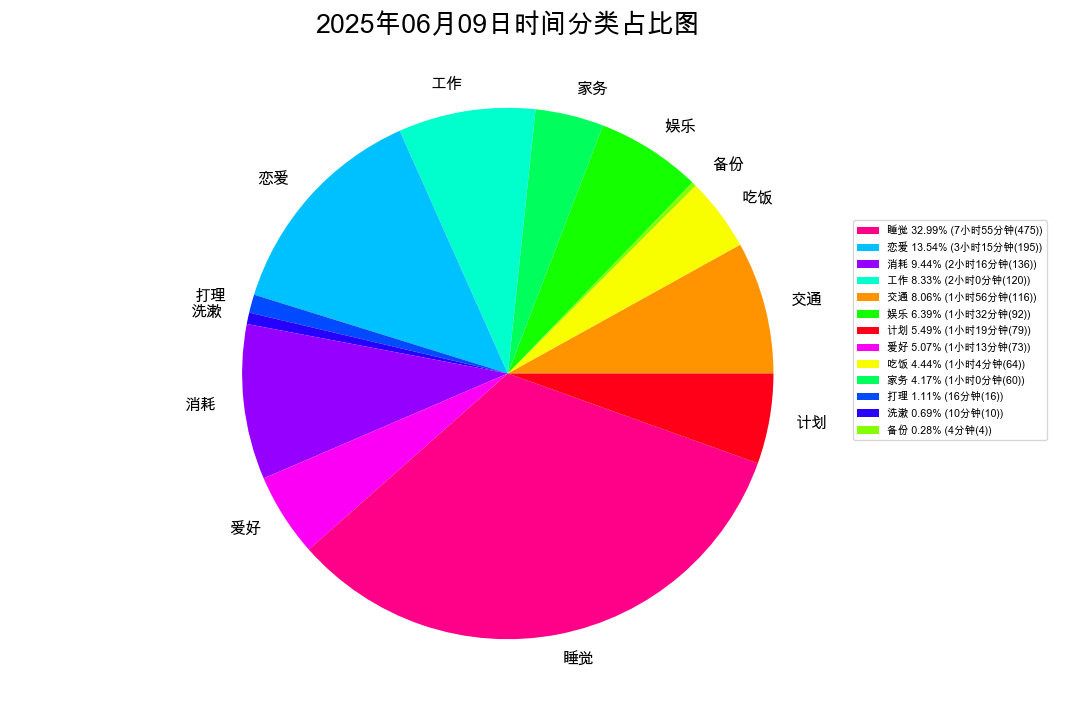 2025年06月09日时间分类占比图
工作
家务
娱乐
备份
吃饭
恋爱
打理
洗漱
交通
消耗
计划
爱好
睡觉
睡觉 32.99% (7小时55分钟(475))
恋爱 13.54% (3小时15分钟(195))
消耗 9.44% (2小时16分钟(136))
工作 8.33% (2小时0分钟(120))
交通 8.06% (1小时56分钟(116))
娱乐 6.39% (1小时32分钟(92))
计划 5.49% (1小时19分钟(79))
爱好 5.07% (1小时13分钟(73))
吃饭 4.44% (1小时4分钟(64))
家务 4.17% (1小时0分钟(60))
打理 1.11% (16分钟(16))
洗漱 0.69% (10分钟(10))
备份 0.28% (4分钟(4))